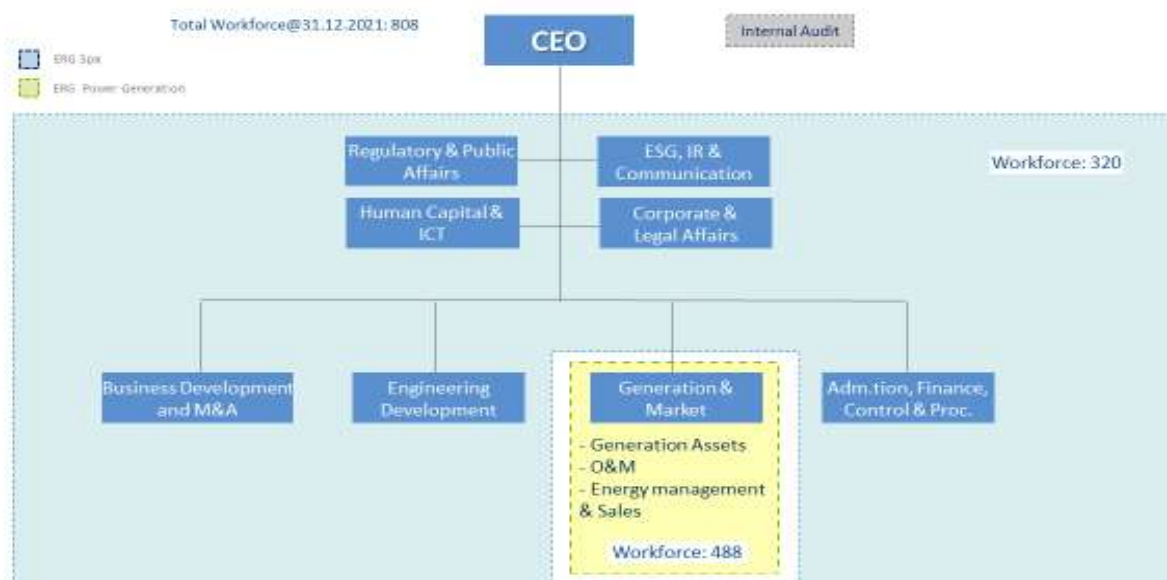 Total Workforce@31.12.2021: 808
CEO
Internal Audit
ERG Spa
ERG Power Generation
Regulatory & Public
Affairs
ESG, IR &
Communication
Workforce: 320
Human Capital &
ICT
Corporate &
Legal Affairs
Business Development
and M&A
Engineering
Development
Generation &
Market
Adm.tion, Finance,
Control & Proc.
- Generation Assets
- O&M
- Energy management
& Sales
Workforce: 488